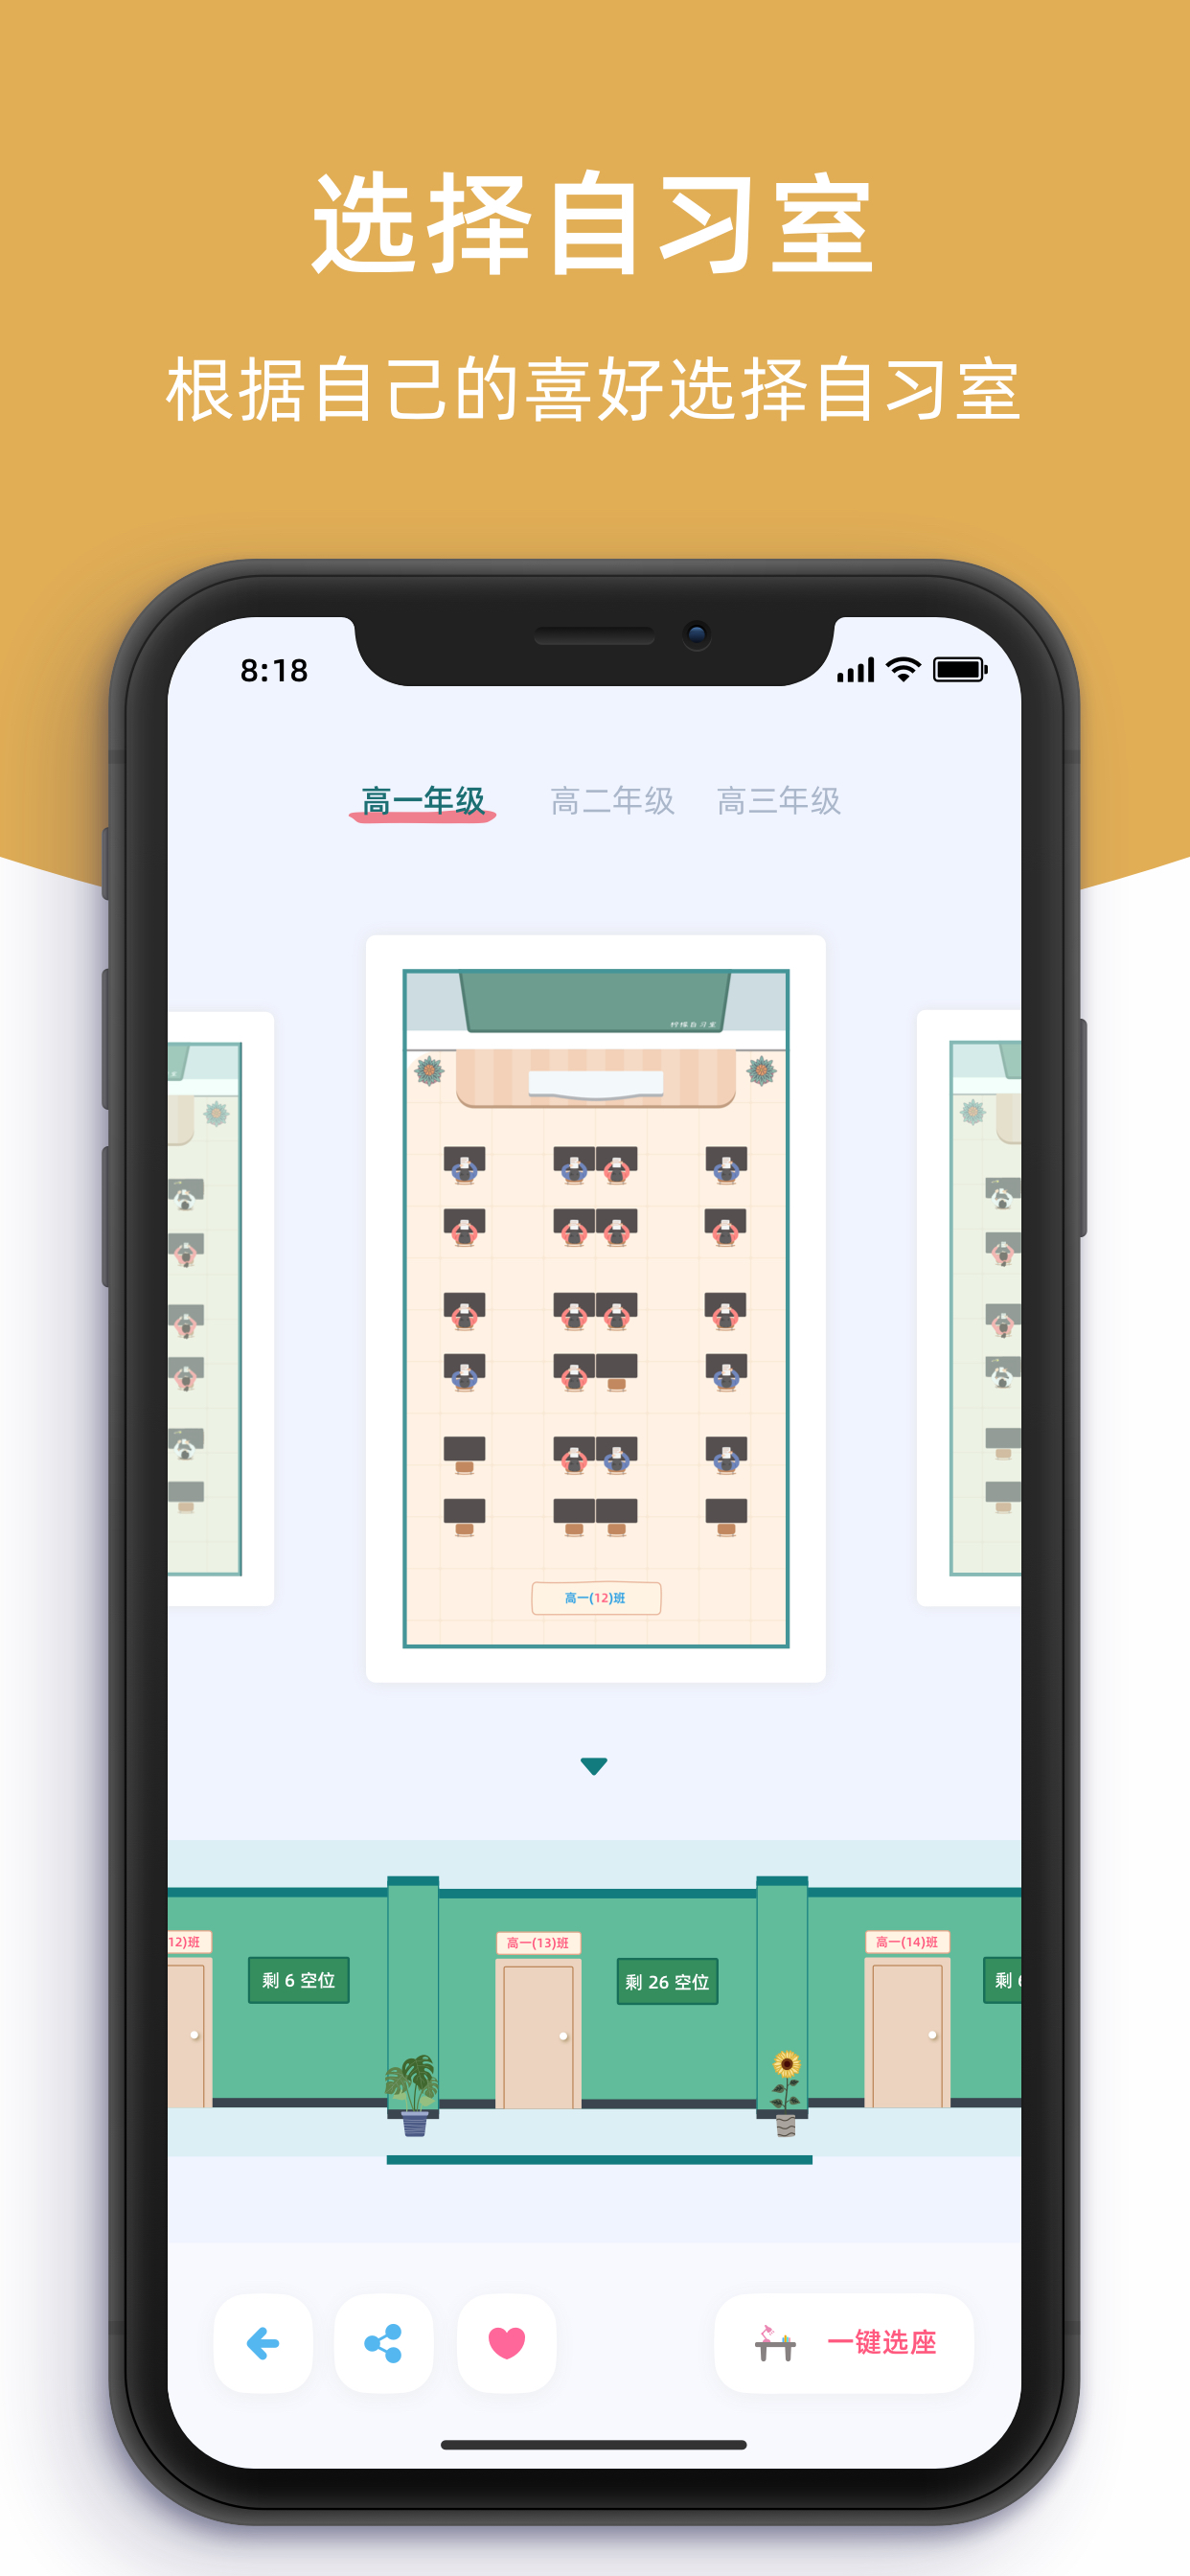 选择自习室
根据自己的喜好选择自习室
8:18
高一年级 高二年级 高三年级
高一(12)班
12)班
高一(13)班
高一(14)班
剩 6 空位
剩 26 空位
剩
一键选座